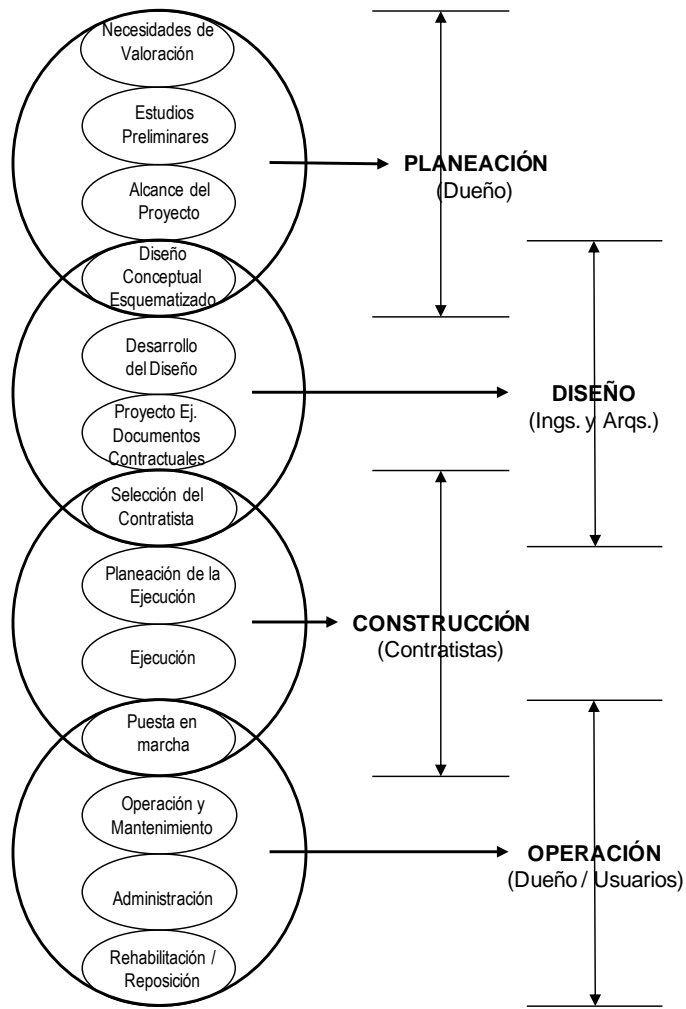 Necesidades de
Valoración
Estudios
Preliminares
Alcance del
Proyecto
PLANEACIÓN
(Dueño)
Diseño
Conceptual
Esquematizado
Desarrollo
del Diseño
Proyecto Ej.
Documentos
Contractuales
DISEÑO
(Ings. y Arqs.)
Selección del
Contratista
Planeación de la
Ejecución
Ejecución
CONSTRUCCIÓN
(Contratistas)
Puesta en
marcha
Operación y
Mantenimiento
Administración
Rehabilitación /
Reposición
OPERACIÓN
(Dueño / Usuarios)